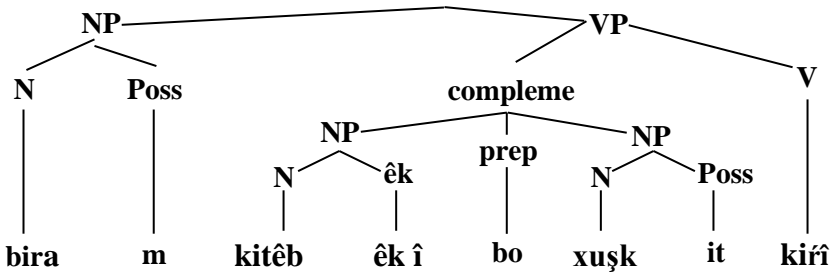 NP VP
N Poss compleme V
NP prep NP
N êk N Poss
bira m kitêb êk î bo xuşk it kiŕî